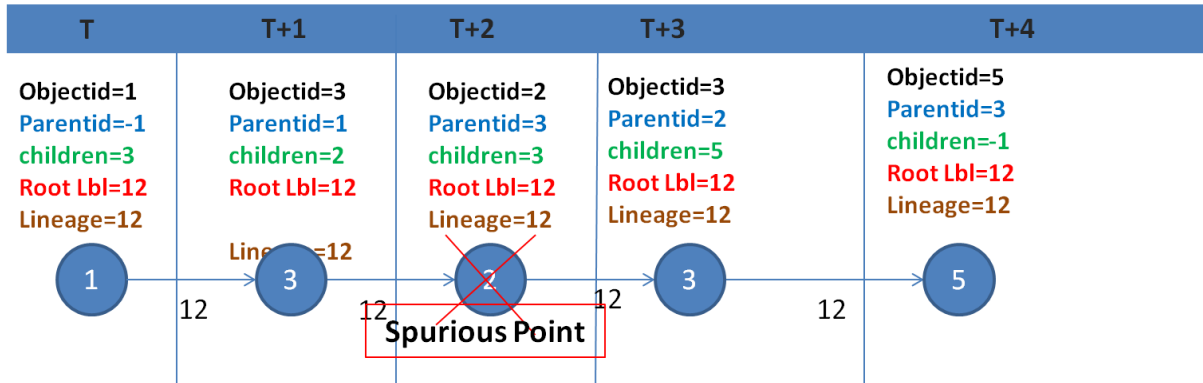 T
T+1
T+2
T+3
T+4
Objectid=1
Parentid=-1
children=3
Root Lbl=12
Lineage=12
Objectid=3
Parentid=1
children=2
Root Lbl=12
Lineage=12
Objectid=2
Parentid=3
children=3
Root Lbl=12
Lineage=12
Objectid=3
Parentid=2
children=5
Root Lbl=12
Lineage=12
Objectid=5
Parentid=3
children=-1
Root Lbl=12
Lineage=12
1
3
2
3
5
12
12
12
12
Spurious Point